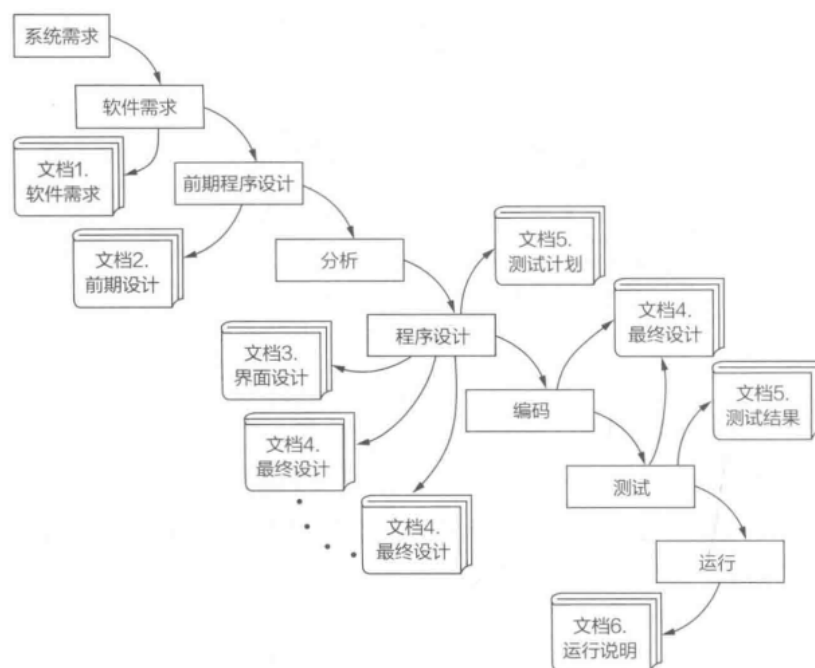 系统需求
软件需求
文档1.
软件需求
前期程序设计
文档2.
前期设计
分析
文档5.
测试计划
程序设计
文档4.
最终设计
文档3.
界面设计
编码
文档5.
测试结果
文档4.
最终设计
测试
文档4.
最终设计
运行
文档6.
运行说明